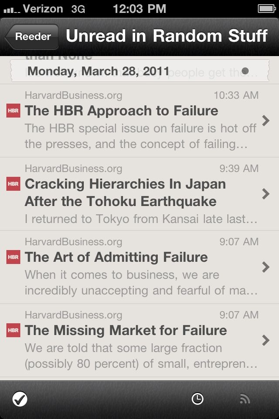 Verizon 3G 12:03 PM
Reeder Unread in Random Stuff
than None
Monday, March 28, 2011
HarvardBusiness.org 10:33 AM
HBR The HBR Approach to Failure
The HBR special issue on failure is hot off
the presses, and the concept of failing…
HarvardBusiness.org 9:39 AM
HBR Cracking Hierarchies In Japan
After the Tohoku Earthquake
I returned to Tokyo from Kansai late last…
HarvardBusiness.org 9:07 AM
HBR The Art of Admitting Failure
When it comes to business, we are
incredibly unaccepting and fearful of ma…
HarvardBusiness.org 9:07 AM
HBR The Missing Market for Failure
We are told that some large fraction
(possibly 80 percent) of small, entrepren…